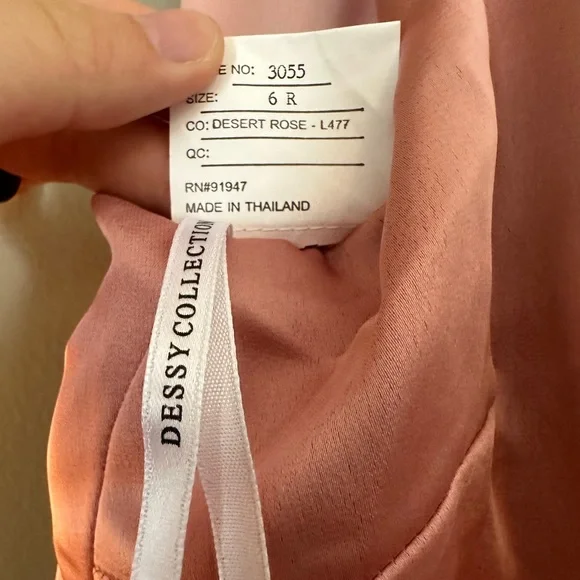 E NO: 3055
SIZE: 6 R
CO: DESERT ROSE - L477
QC:
RN#91947
MADE IN THAILAND
DESSY COLLECTION